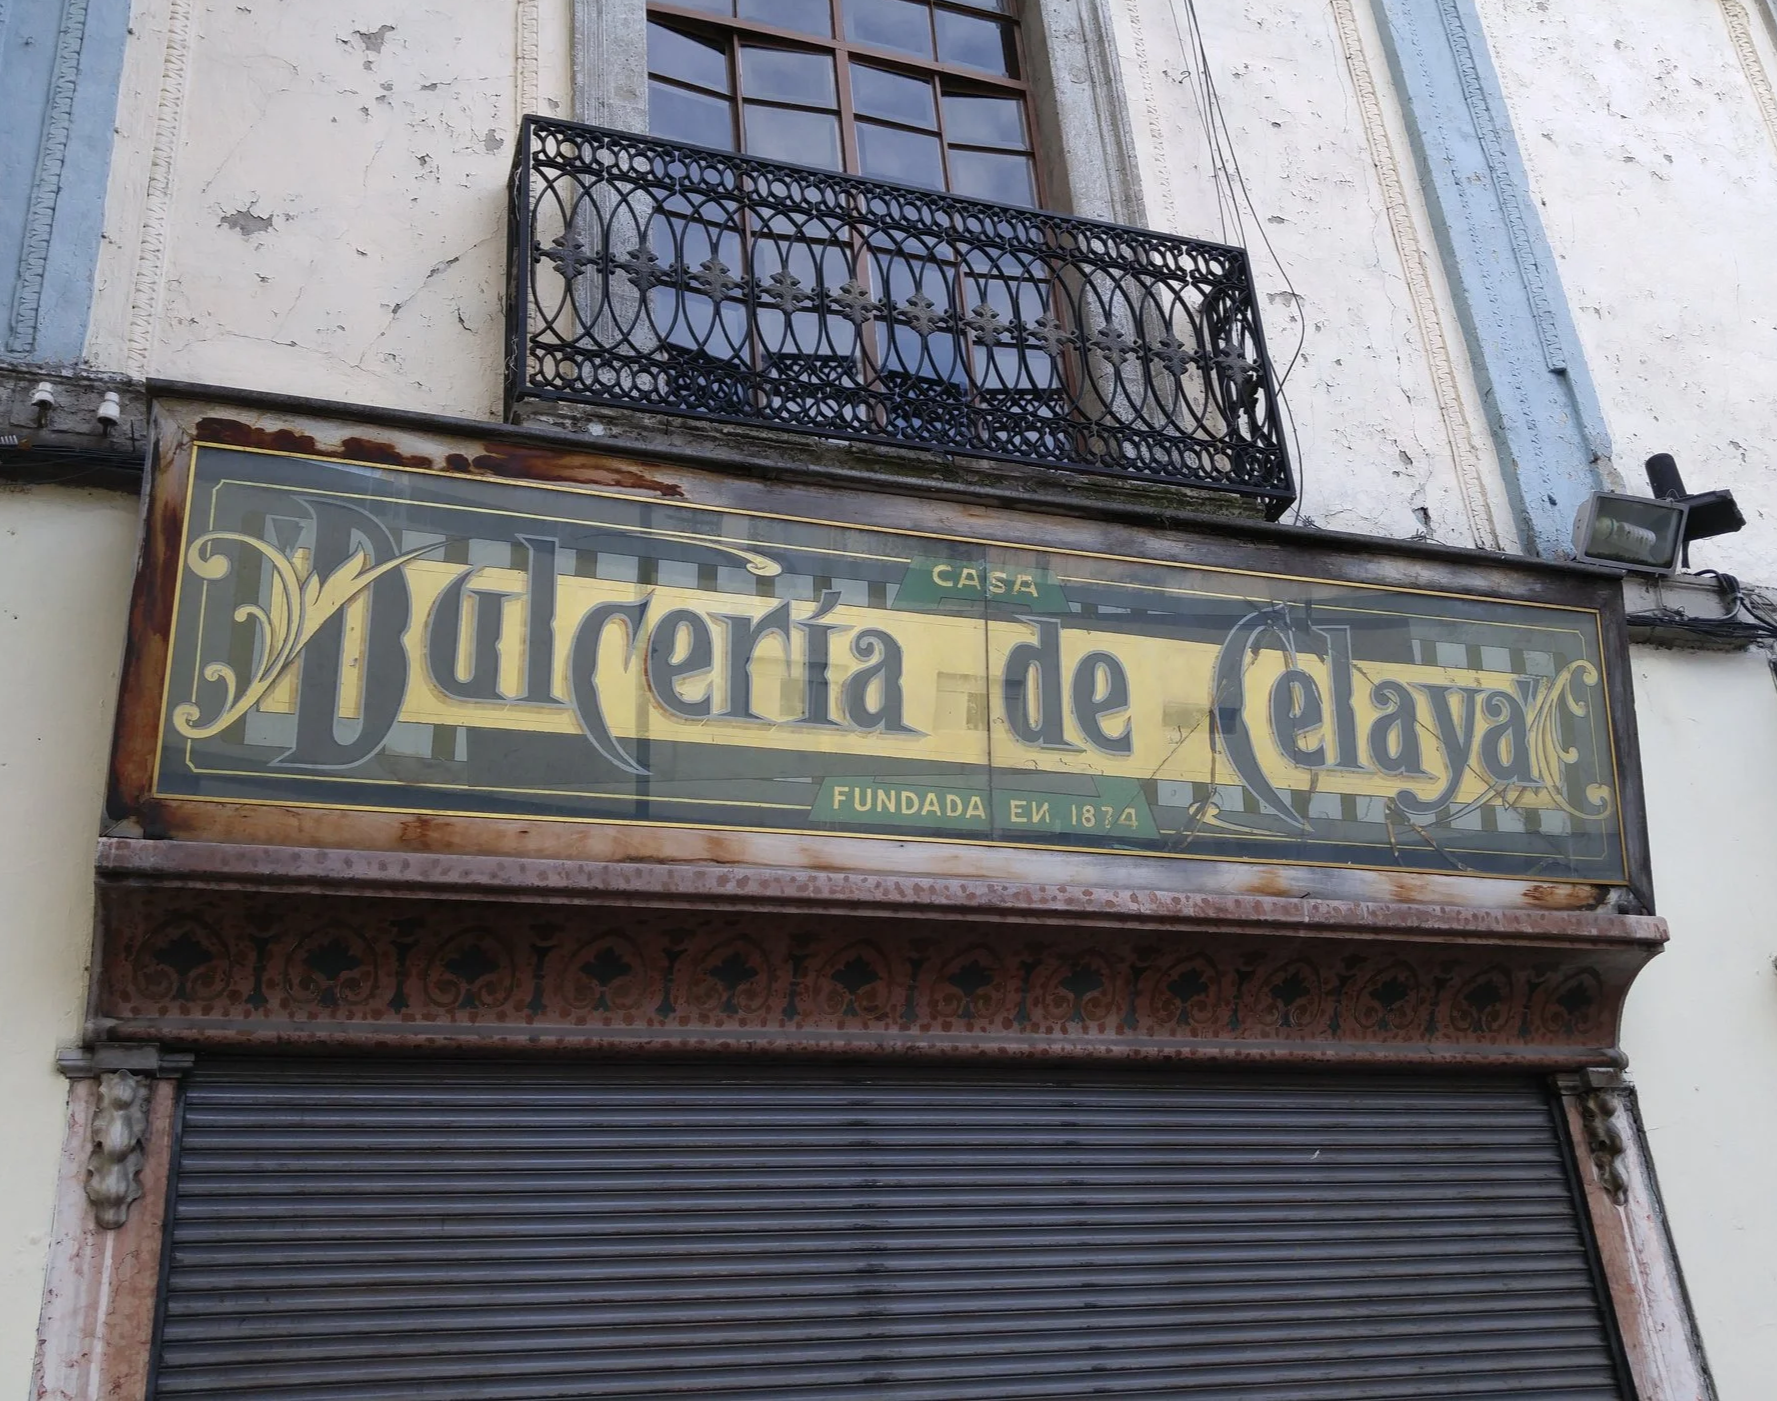 CASA
Dulcería de Celaya
FUNDADA EN 1874